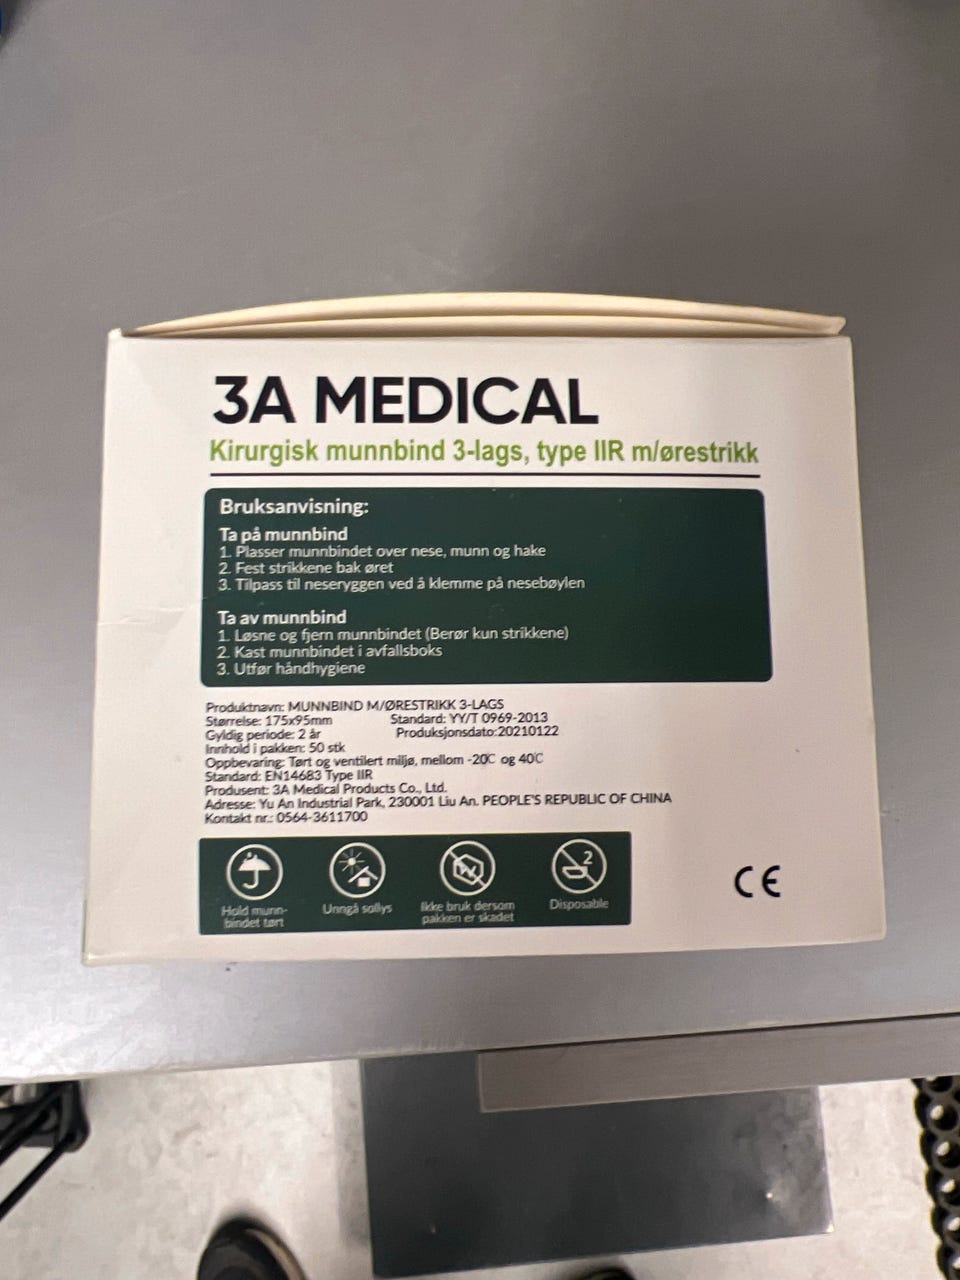 3A MEDICAL
Kirurgisk munnbind 3-lags, type IIR m/ørestrikk
Bruksanvisning:
Ta på munnbind
1. Plasser munnbindet over nese, munn og hake
2. Fest strikkene bak øret
3. Tilpass til neseryggen ved å klemme på nesebøylen
Ta av munnbind
1. Løsne og fjern munnbindet (Berør kun strikkene)
2. Kast munnbindet i avfallsboks
3. Utfør håndhygiene
Produktnavn: MUNNBIND M/ØRESTRIKK 3-LAGS
Størrelse: 175x95mm Standard: YY/T 0969-2013
Gyldig periode: 2 år Produksjonsdato:20210122
Innhold i pakken: 50 stk
Oppbevaring: Tørt og ventilert miljø, mellom -20℃ og 40℃
Standard: EN14683 Type IIR
Produsent: 3A Medical Products Co., Ltd.
Adresse: Yu An Industrial Park, 230001 Liu An. PEOPLE'S REPUBLIC OF CHINA
Kontakt nr.: 0564-3611700
2
Hold munn-
bindet tørt
Unngå sollys
Ikke bruk dersom
pakken er skadet
Disposable
CE